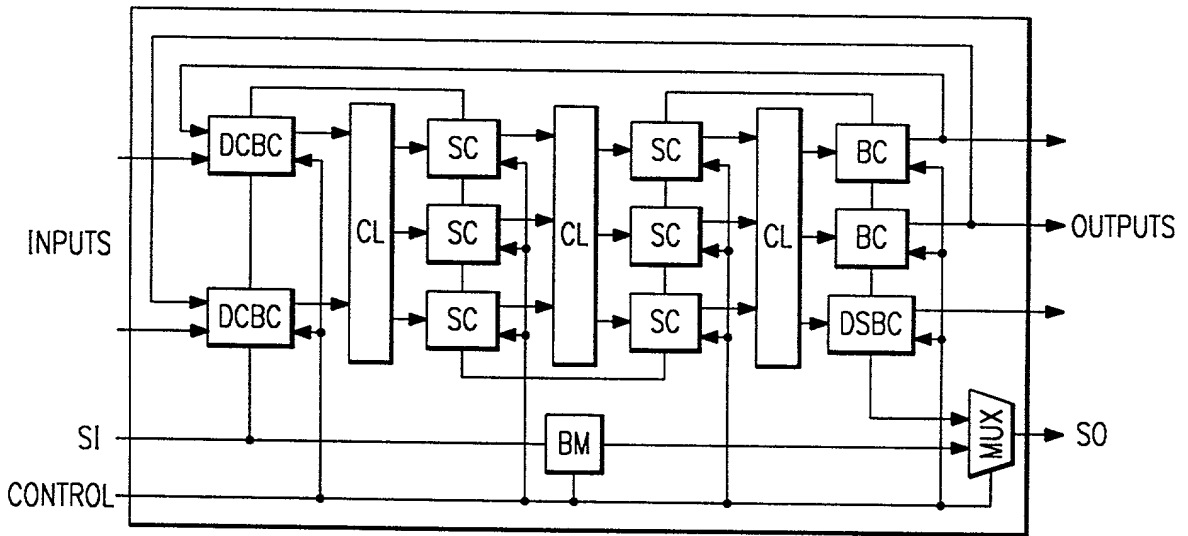 DCBC
SC
SC
BC
INPUTS
CL
SC
CL
SC
CL
BC
OUTPUTS
DCBC
SC
SC
DSBC
SI
BM
MUX
SO
CONTROL